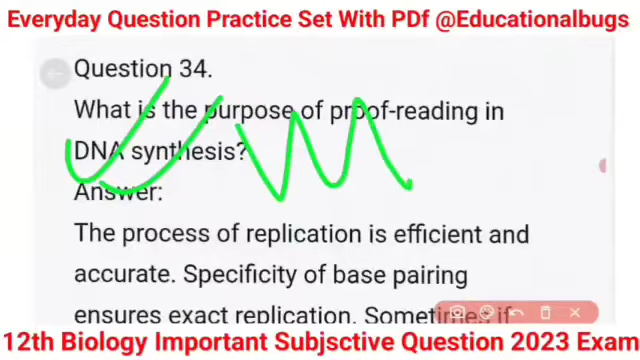 Everyday Question Practice Set With PDf @Educationalbugs
Question 34.
What is the purpose of proof-reading in
DNA synthesis?
Answer:
The process of replication is efficient and
accurate. Specificity of base pairing
ensures exact replication. Sometimes if
12th Biology Important Subjsctive Question 2023 Exam